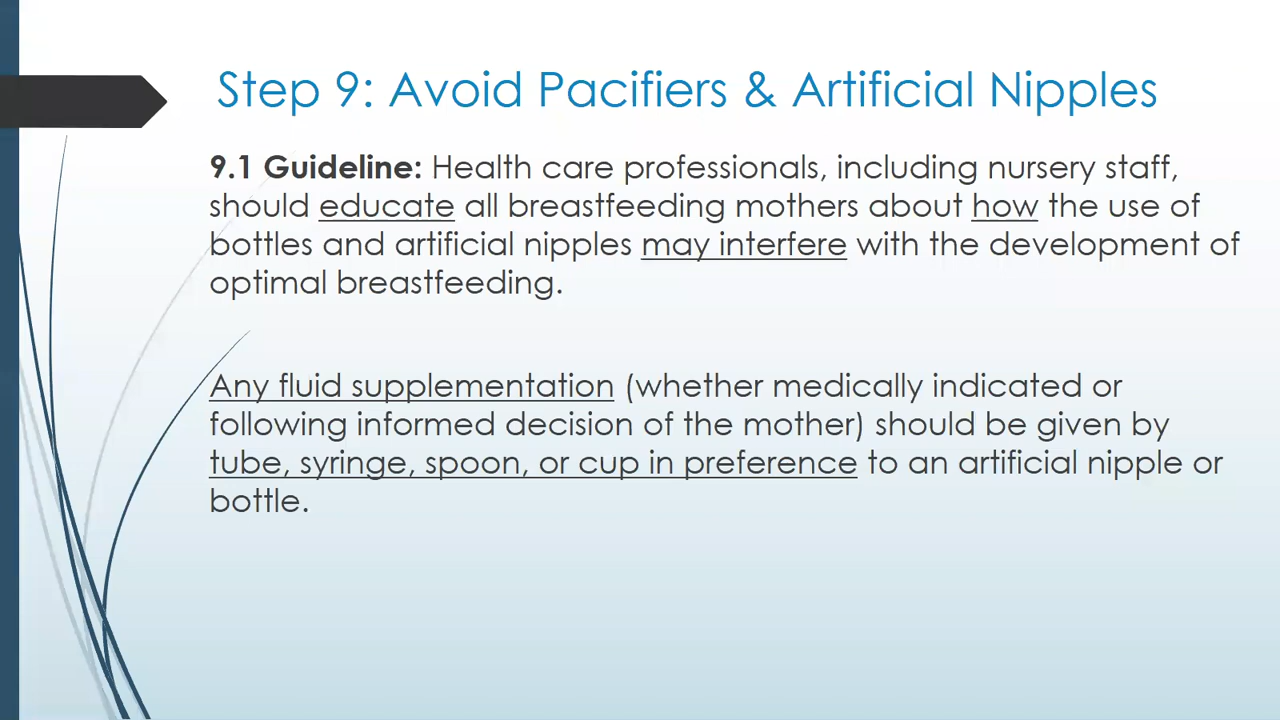 Step 9: Avoid Pacifiers & Artificial Nipples
9.1 Guideline: Health care professionals, including nursery staff,
should educate all breastfeeding mothers about how the use of
bottles and artificial nipples may interfere with the development of
optimal breastfeeding.
Any fluid supplementation (whether medically indicated or
following informed decision of the mother) should be given by
tube, syringe, spoon, or cup in preference to an artificial nipple or
bottle.